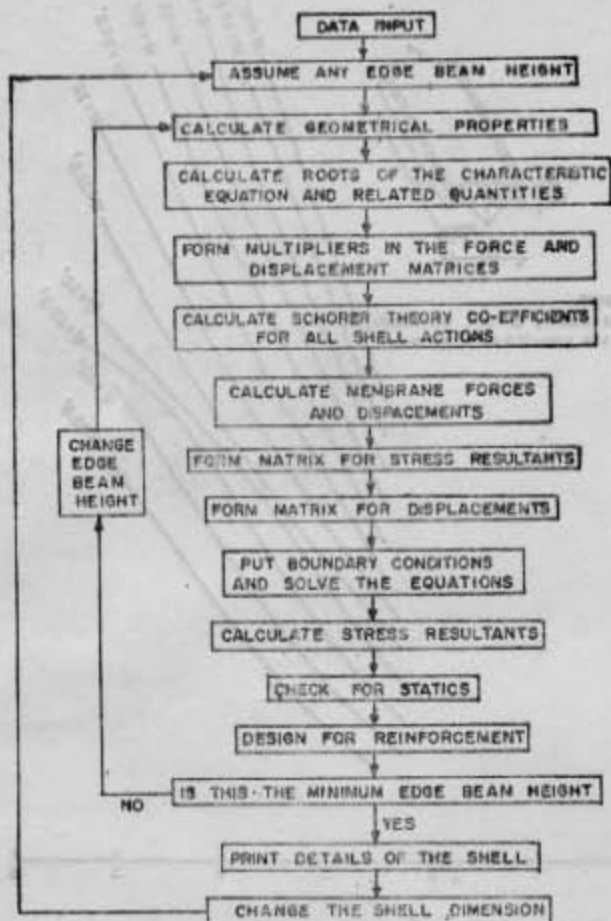 DATA INPUT
ASSUME ANY EDGE BEAM HEIGHT
CALCULATE GEOMETRICAL PROPERTIES
CALCULATE ROOTS OF THE CHARACTERISTIC
EQUATION AND RELATED QUANTITIES
FORM MULTIPLIERS IN THE FORCE AND
DISPLACEMENT MATRICES
CALCULATE SCHORER THEORY CO-EFFICIENTS
FOR ALL SHELL ACTIONS
CALCULATE MEMBRANE FORCES
AND DISPACEMENTS
CHANGE
EDGE
BEAM
HEIGHT
FORM MATRIX FOR STRESS RESULTANTS
FORM MATRIX FOR DISPLACEMENTS
PUT BOUNDARY CONDITIONS
AND SOLVE THE EQUATIONS
CALCULATE STRESS RESULTANTS
CHECK FOR STATICS
DESIGN FOR REINFORCEMENT
IS THIS THE MINIMUM EDGE BEAM HEIGHT
NO
YES
PRINT DETAILS OF THE SHELL
CHANGE THE SHELL DIMENSION